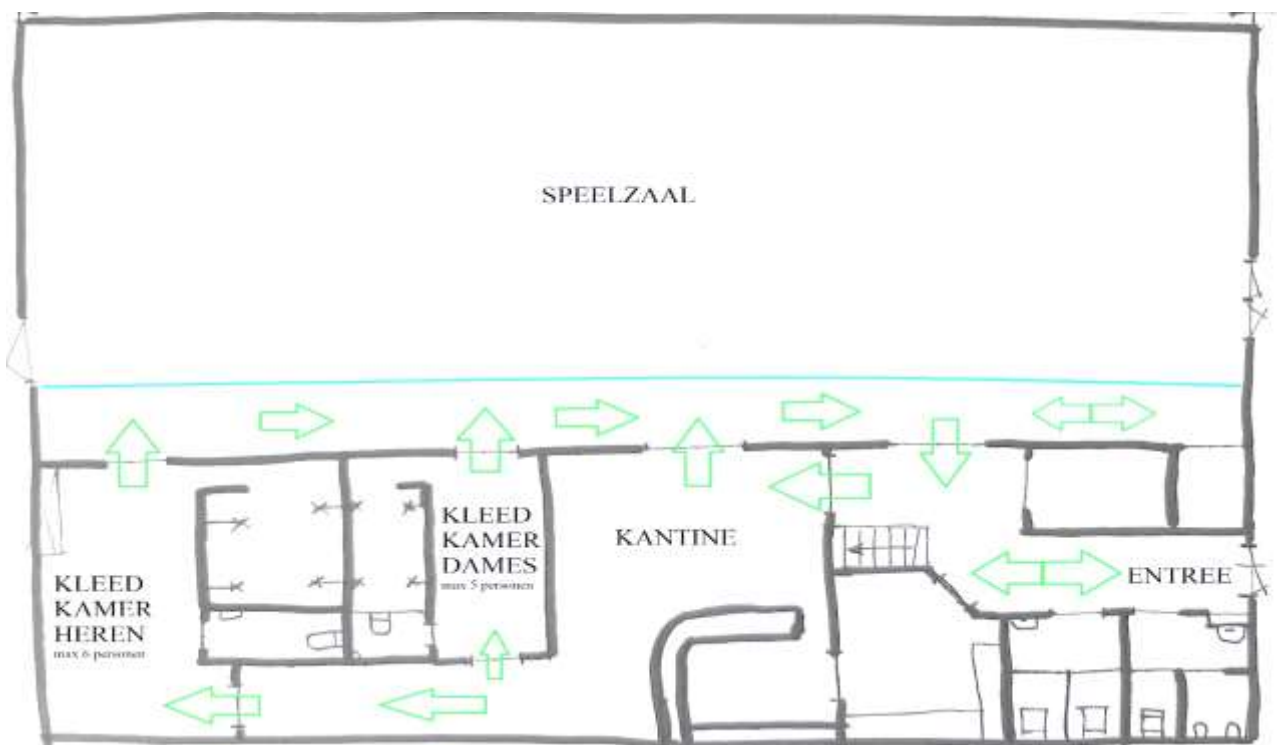 SPEELZAAL
KLEED
KAMER
DAMES
max 5 personen
KANTINE
ENTREE
KLEED
KAMER
HEREN
max 6 personen